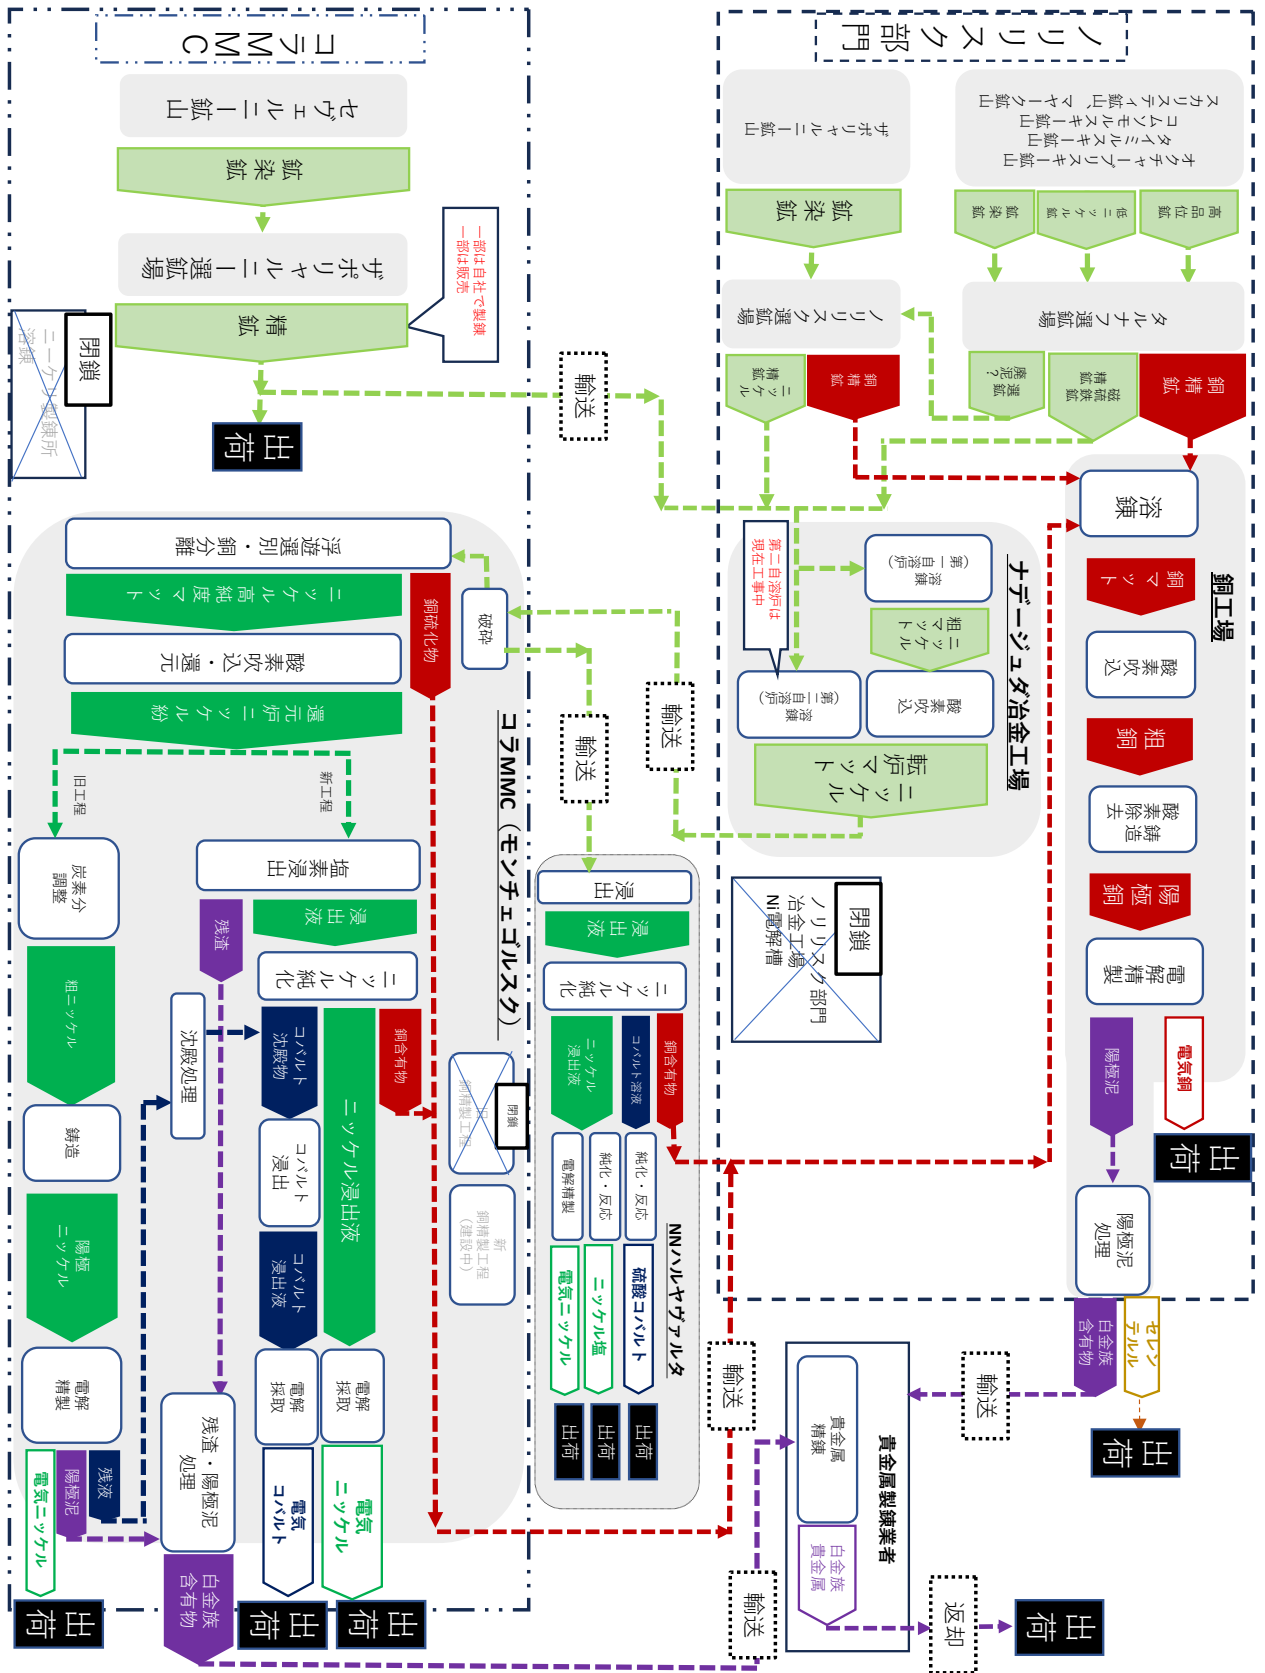 コラMMC
セヴェルニー鉱山
鉱染鉱
ザポリャルニー選鉱場
精鉱
一部は自社で製錬
一部は販売
出荷
ニーケリ製錬所
溶錬
閉鎖
輸送
ノリリスク部門
ザポリャルニー鉱山
スカリスティ鉱山、マヤーク鉱山
コムソモルスキー鉱山
タイミルスキー鉱山
オクチャーブリスキー鉱山
鉱染鉱
鉱染鉱
低ニッケル鉱
高品位鉱
ノリリスク選鉱場
タルナフ選鉱場
ニッケル
精鉱
銅精鉱
廃泥?
選鉱
磁硫鉄
精鉱
銅精鉱
浮遊選別・銅分離
ニッケル高純度マット
銅硫化物
破砕
酸素吹込・還元
還元炉ニッケル粉
旧工程
新工程
炭素分
調整
粗ニッケル
鋳造
陽極
ニッケル
電解
精製
電気ニッケル
陽極泥
残液
出荷
塩素浸出
残渣
浸出液
ニッケル純化
沈殿処理
コバルト
沈殿物
ニッケル浸出液
銅含有物
コバルト
浸出
コバルト
浸出液
電解
採取
電解
採取
電気
コバルト
電気
ニッケル
出荷
出荷
残渣・陽極泥
処理
白金族
含有物
コラMMC（モンチェゴルスク）
旧
銅精製工程
閉鎖
新
銅精製工程
（建設中）
輸送
輸送
浸出
浸出液
ニッケル純化
ニッケル
浸出液
コバルト溶液
銅含有物
電解精製
純化・反応
純化・反応
電気ニッケル
ニッケル塩
硫酸コバルト
出荷
出荷
出荷
NNハルヤヴァルタ
ナデージュダ冶金工場
溶錬
（第一自溶炉）
粗マット
ニッケル
酸素吹込
溶錬
（第二自溶炉）
第二自溶炉は
現在工事中
転炉マット
ニッケル
ノリリスク部門
冶金工場
Ni電解槽
閉鎖
銅工場
溶錬
銅マット
酸素吹込
粗銅
酸素除去
鋳造
陽極銅
電解精製
陽極泥
電気銅
出荷
陽極泥
処理
白金族
含有物
セレン
テルル
出荷
輸送
輸送
輸送
貴金属製錬業者
貴金属
精錬
白金族
貴金属
返却
出荷